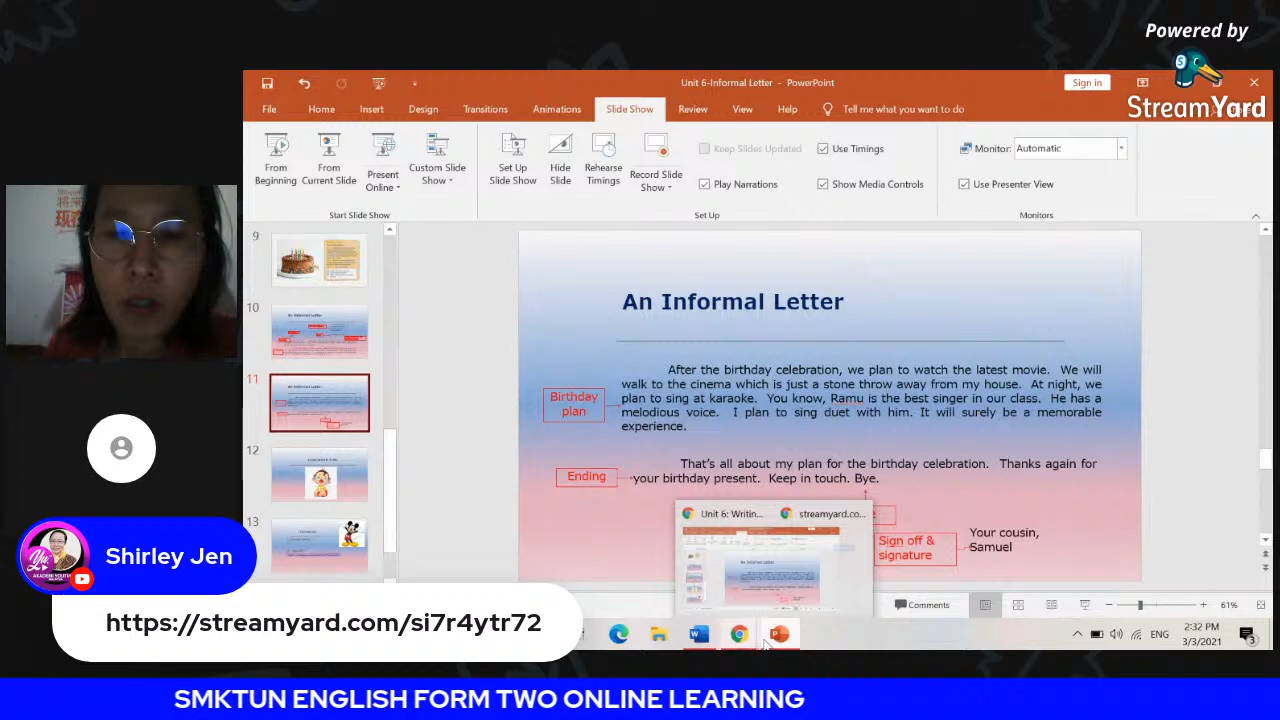 Powered by
StreamYard
Unit 6-Informal Letter - PowerPoint
Sign in
File
Home
Insert
Design
Transitions
Animations
Slide Show
Review
View
Help
Tell me what you want to do
From Beginning
From Current Slide
Present Online
Custom Slide Show
Set Up Slide Show
Hide Slide
Rehearse Timings
Record Slide Show
Keep Slides Updated
Use Timings
Play Narrations
Show Media Controls
Monitor: Automatic
Use Presenter View
Start Slide Show
Set Up
Monitors
9
10
An Informal Letter
11
An Informal Letter
12
13
An Informal Letter
After the birthday celebration, we plan to watch the latest movie. We will
walk to the cinema which is just a stone throw away from my house. At night, we
plan to sing at karaoke. You know, Ramu is the best singer in our class. He has a
melodious voice. I plan to sing duet with him. It will surely be a memorable
experience.
Birthday
plan
That's all about my plan for the birthday celebration. Thanks again for
your birthday present. Keep in touch. Bye.
Ending
Unit 6: Writin...
streamyard.co...
An Informal Letter
Sign off &
signature
Your cousin,
Samuel
Comments
61%
ENG
2:32 PM
3/3/2021
3
Shirley Jen
https://streamyard.com/si7r4ytr72
SMKTUN ENGLISH FORM TWO ONLINE LEARNING